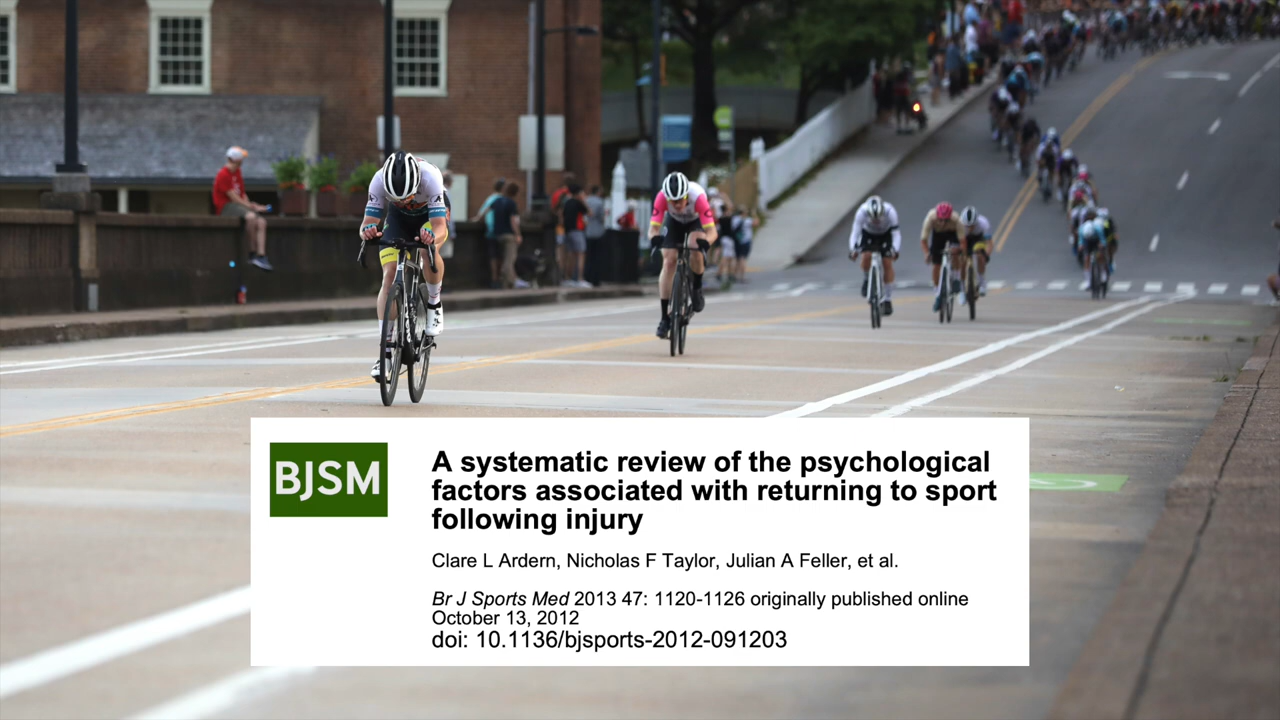 BJSM
A systematic review of the psychological
factors associated with returning to sport
following injury
Clare L Ardern, Nicholas F Taylor, Julian A Feller, et al.
Br J Sports Med 2013 47: 1120-1126 originally published online
October 13, 2012
doi: 10.1136/bjsports-2012-091203